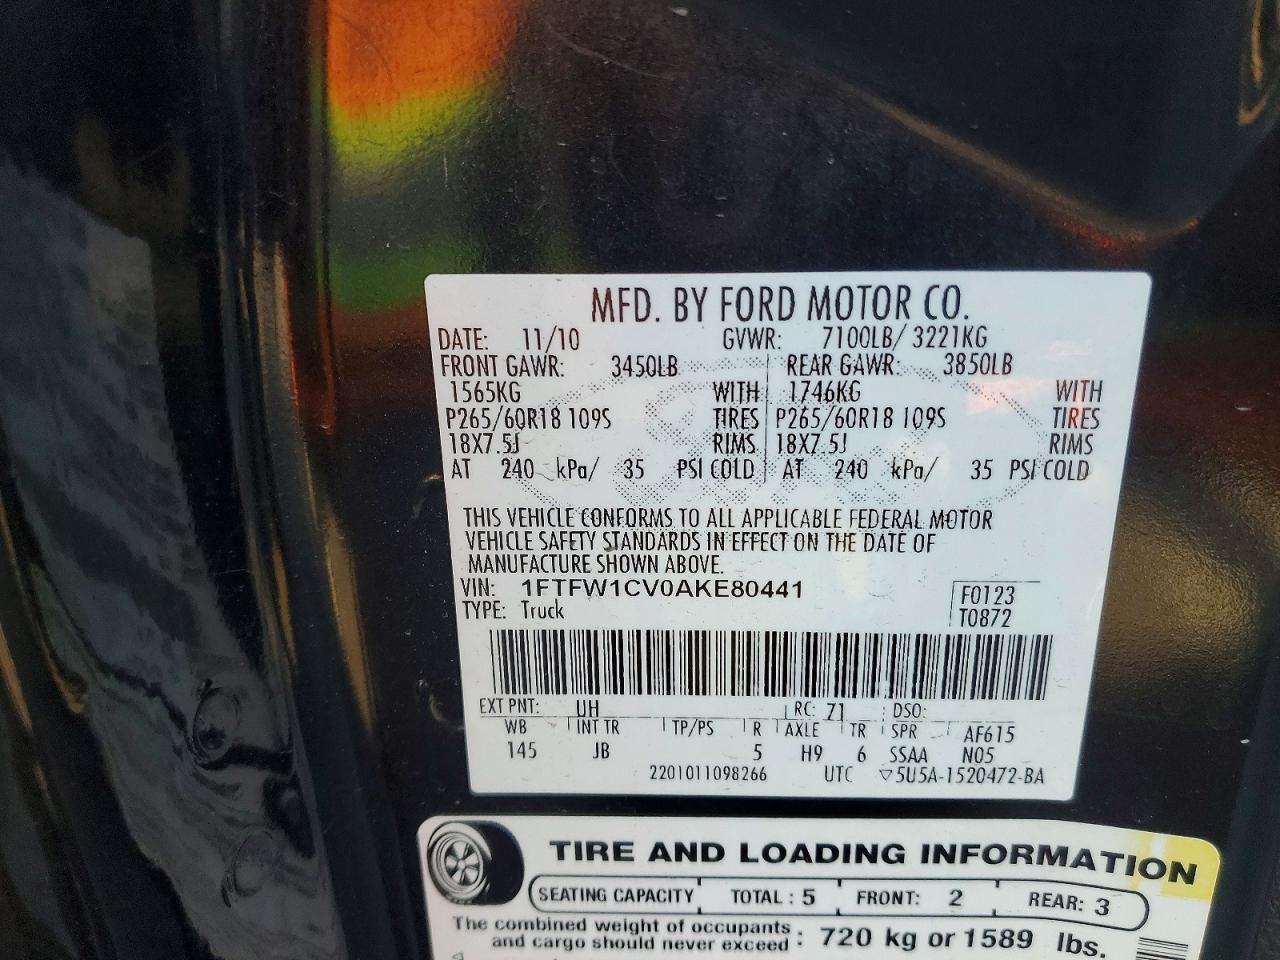 MFD. BY FORD MOTOR CO.
DATE: 11/10 GVWR: 7100LB/ 3221KG
FRONT GAWR: 3450LB REAR GAWR: 3850LB
1565KG WITH 1746KG WITH
P265/60R18 109S TIRES P265/60R18 109S TIRES
18X7.5J RIMS 18X7.5J RIMS
AT 240 kPa/ 35 PSI COLD AT 240 kPa/ 35 PSI COLD
THIS VEHICLE CONFORMS TO ALL APPLICABLE FEDERAL MOTOR
VEHICLE SAFETY STANDARDS IN EFFECT ON THE DATE OF
MANUFACTURE SHOWN ABOVE.
VIN: 1FTFW1CV0AKE80441
TYPE: Truck
F0123
T0872
EXT PNT: UH RC: 71 DSO:
WB INT TR TP/PS R AXLE TR SPR AF615
145 JB 5 H9 6 SSAA N05
2201011098266 UTC ▽5U5A-1520472-BA
TIRE AND LOADING INFORMATION
SEATING CAPACITY TOTAL : 5 FRONT: 2 REAR: 3
The combined weight of occupants
and cargo should never exceed : 720 kg or 1589 lbs.